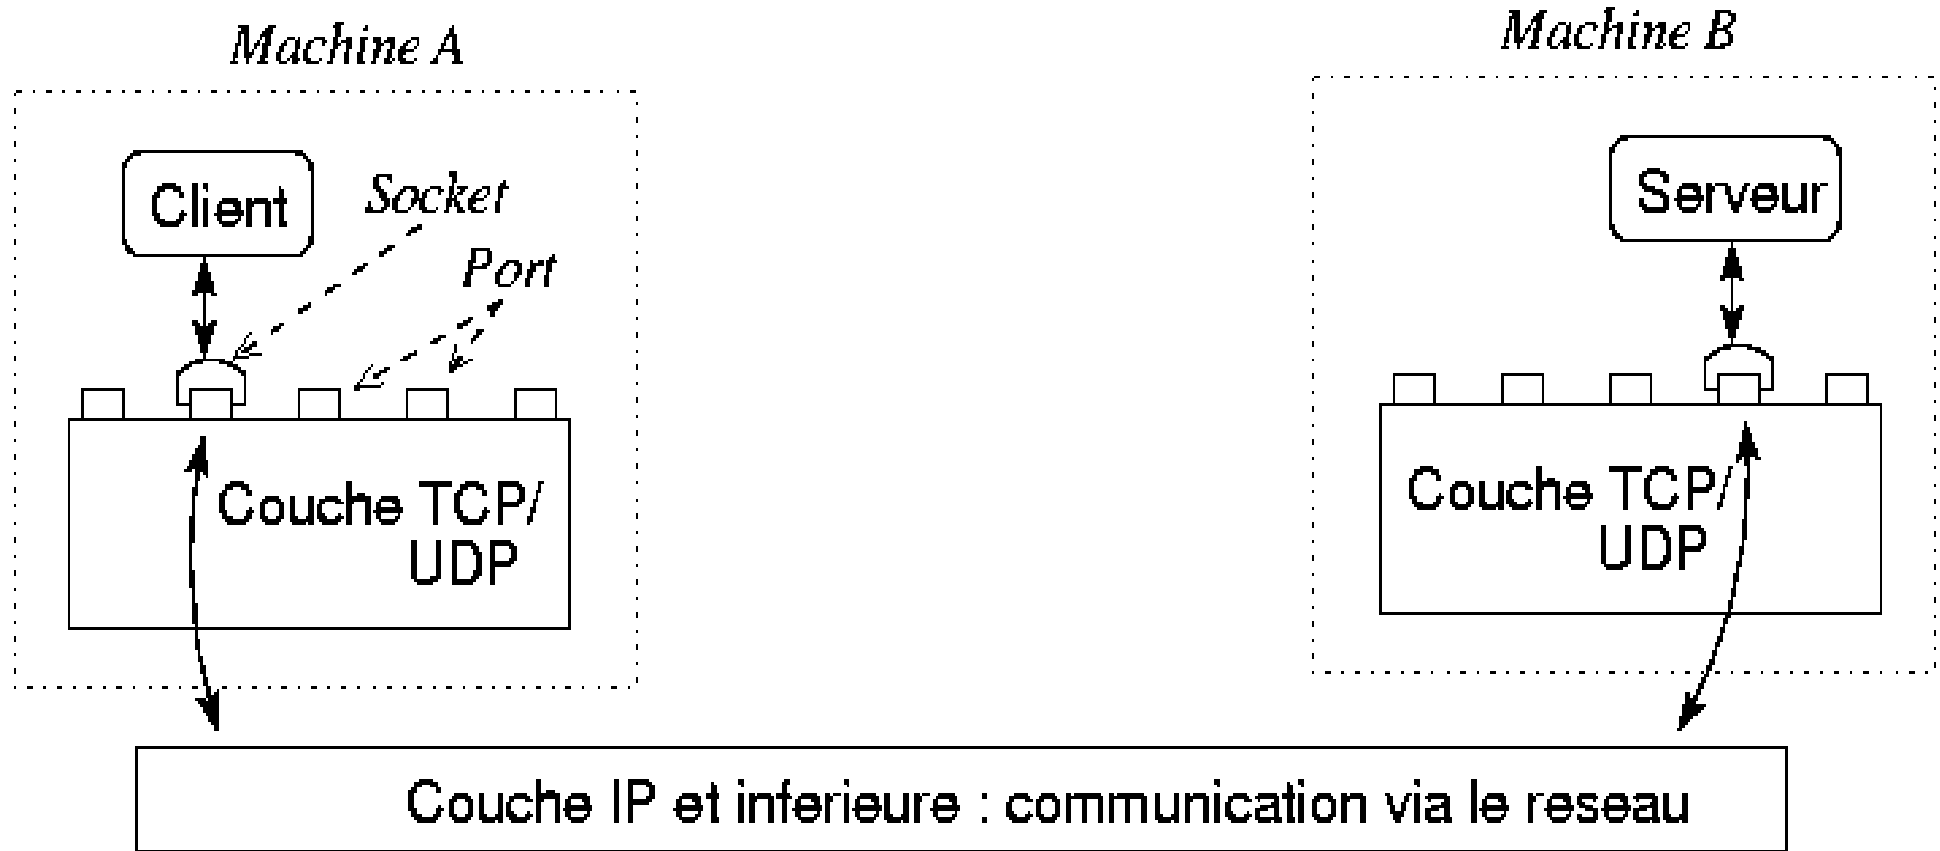 Machine A
Machine B
Client
Socket
Port
Serveur
Couche TCP/
UDP
Couche TCP/
UDP
Couche IP et inferieure : communication via le reseau